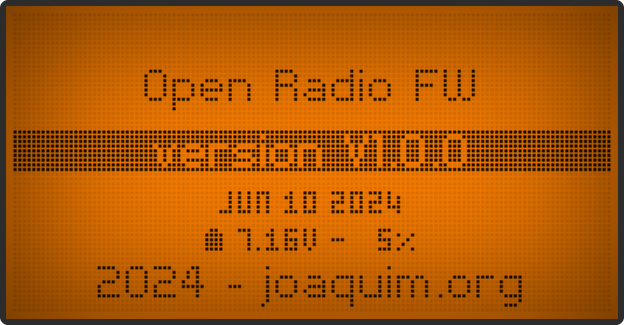 Open Radio FW
version V1.0.0
JUN 10 2024
7.16V - 5%
2024 - joaquim.org